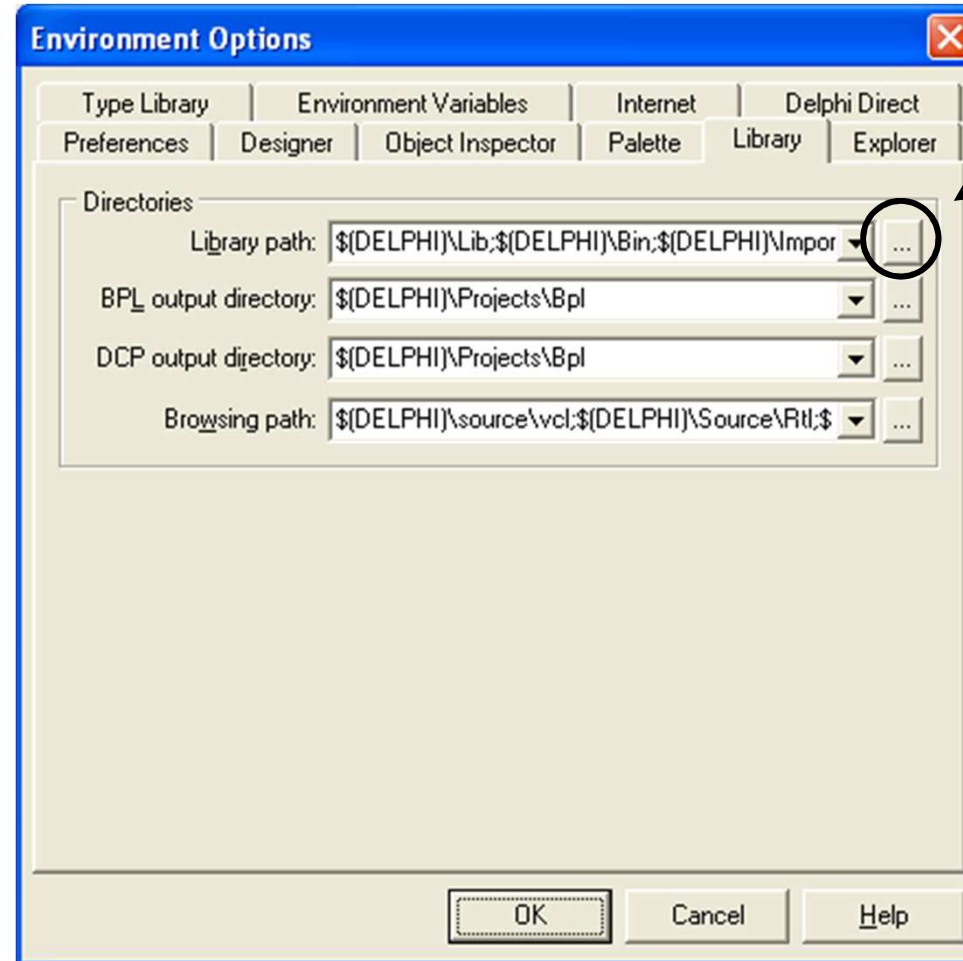 Environment Options
Type Library Environment Variables Internet Delphi Direct
Preferences Designer Object Inspector Palette Library Explorer
Directories
Library path: $(DELPHI)\Lib;$(DELPHI)\Bin;$(DELPHI)\Impor ...
BPL output directory: $(DELPHI)\Projects\Bpl ...
DCP output directory: $(DELPHI)\Projects\Bpl ...
Browsing path: $(DELPHI)\source\vcl;$(DELPHI)\Source\Rtl;$ ...
OK Cancel Help